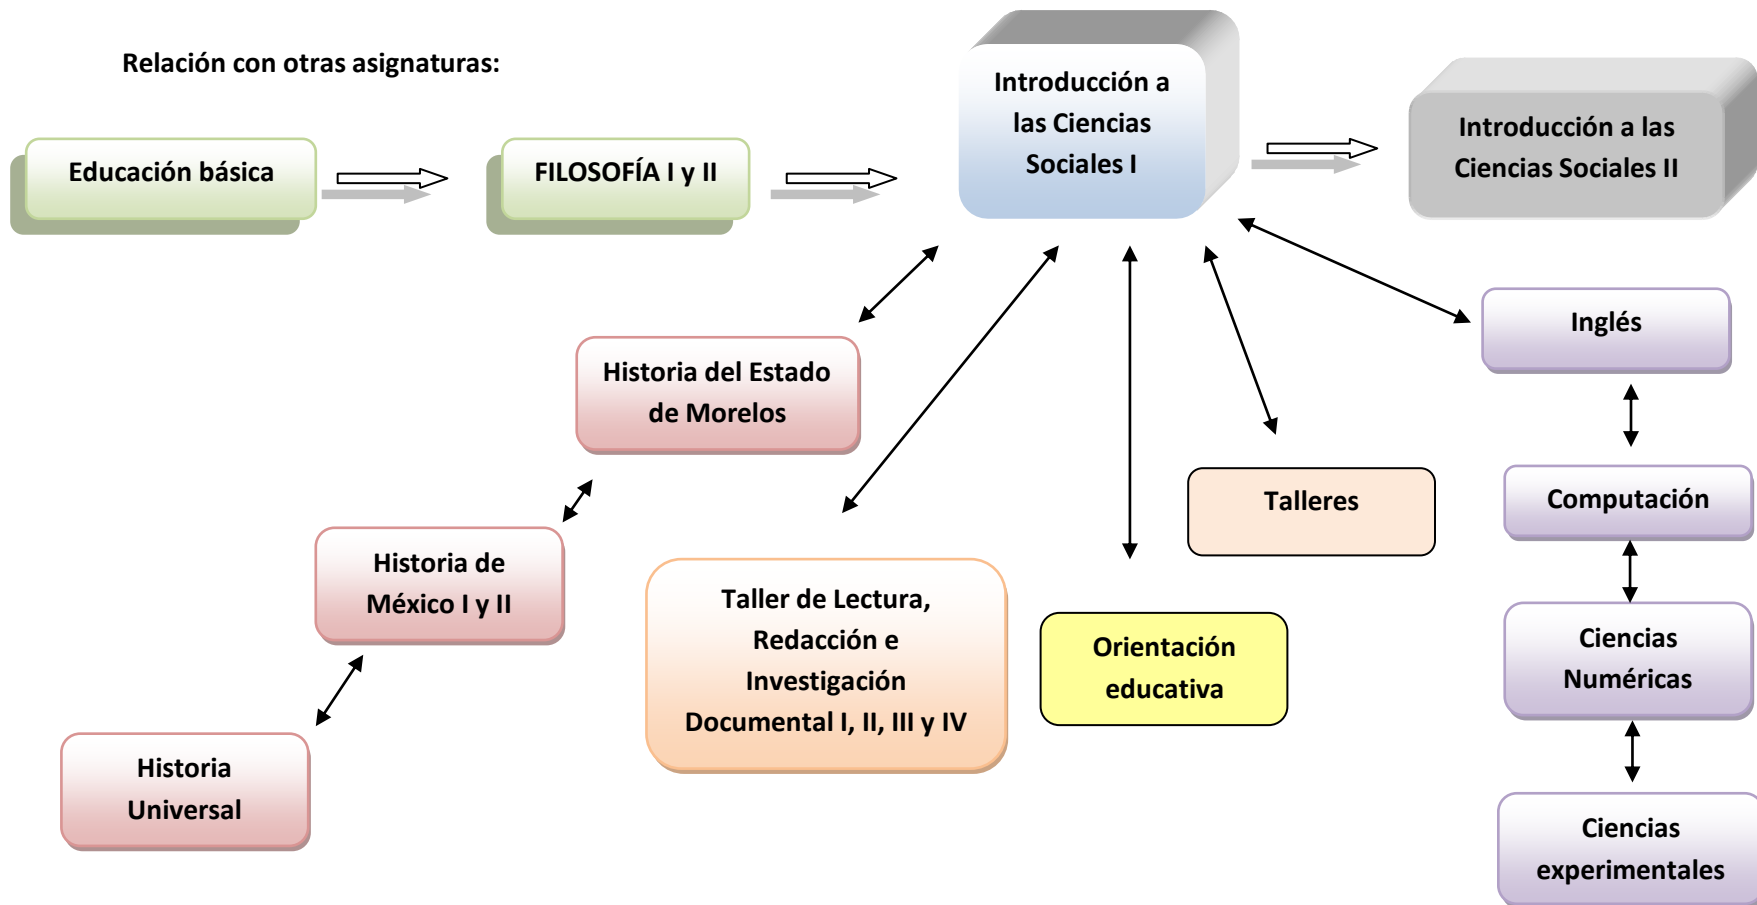 Relación con otras asignaturas:
Educación básica
FILOSOFÍA I y II
Introducción a
las Ciencias
Sociales I
Introducción a las
Ciencias Sociales II
Historia del Estado
de Morelos
Inglés
Talleres
Computación
Historia de
México I y II
Taller de Lectura,
Redacción e
Investigación
Documental I, II, III y IV
Orientación
educativa
Ciencias
Numéricas
Historia
Universal
Ciencias
experimentales